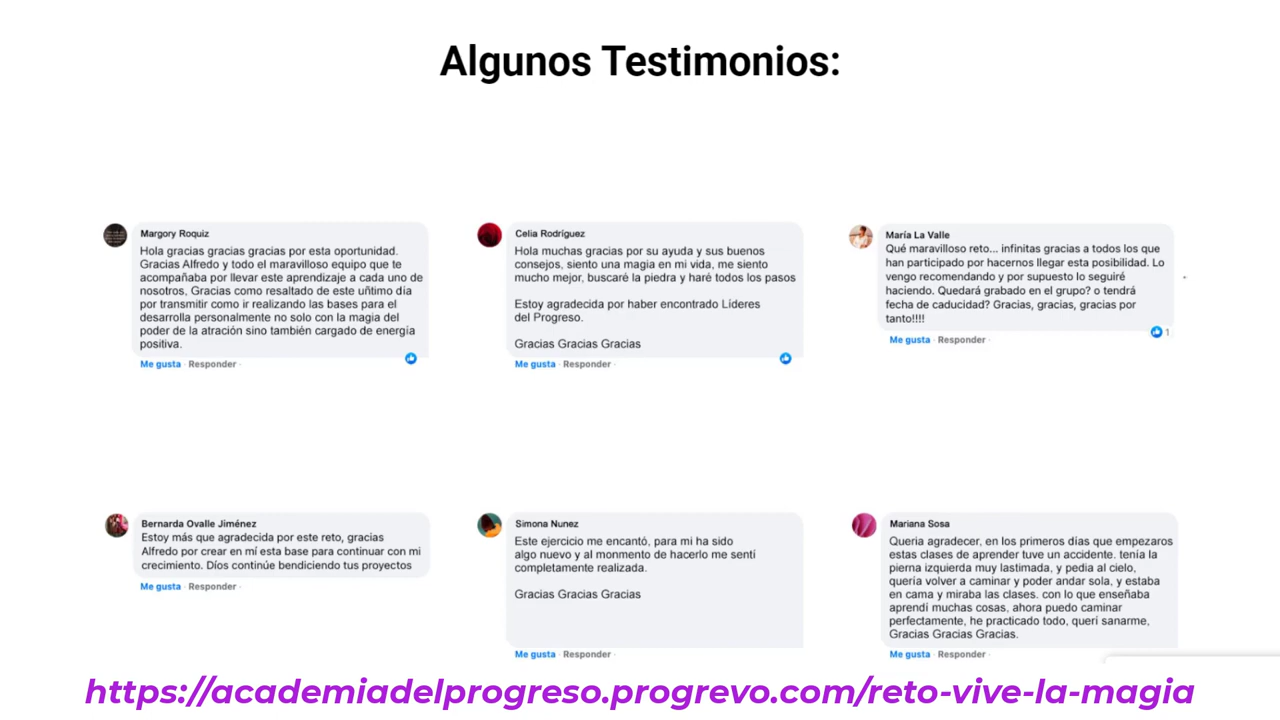 Algunos Testimonios:
Margory Roquiz
Hola gracias gracias gracias por esta oportunidad.
Gracias Alfredo y todo el maravilloso equipo que te
acompañaba por llevar este aprendizaje a cada uno de
nosotros, Gracias como resaltado de este uñtimo día
por transmitir como ir realizando las bases para el
desarrolla personalmente no solo con la magia del
poder de la atración sino también cargado de energía
positiva.
Me gusta · Responder ·
Celia Rodríguez
Hola muchas gracias por su ayuda y sus buenos
consejos, siento una magia en mi vida, me siento
mucho mejor, buscaré la piedra y haré todos los pasos
Estoy agradecida por haber encontrado Líderes
del Progreso.
Gracias Gracias Gracias
Me gusta · Responder ·
María La Valle
Qué maravilloso reto... infinitas gracias a todos los que
han participado por hacernos llegar esta posibilidad. Lo
vengo recomendando y por supuesto lo seguiré
haciendo. Quedará grabado en el grupo? o tendrá
fecha de caducidad? Gracias, gracias, gracias por
tanto!!!!
1
Me gusta · Responder ·
Bernarda Ovalle Jiménez
Estoy más que agradecida por este reto, gracias
Alfredo por crear en mí esta base para continuar con mi
crecimiento. Díos continúe bendiciendo tus proyectos
Me gusta · Responder ·
Simona Nunez
Este ejercicio me encantó, para mi ha sido
algo nuevo y al monmento de hacerlo me sentí
completamente realizada.
Gracias Gracias Gracias
Me gusta · Responder ·
Mariana Sosa
Queria agradecer, en los primeros días que empezaros
estas clases de aprender tuve un accidente. tenía la
pierna izquierda muy lastimada, y pedia al cielo,
quería volver a caminar y poder andar sola, y estaba
en cama y miraba las clases. con lo que enseñaba
aprendí muchas cosas, ahora puedo caminar
perfectamente, he practicado todo, querí sanarme,
Gracias Gracias Gracias.
Me gusta · Responder ·
https://academiadelprogreso.progrevo.com/reto-vive-la-magia